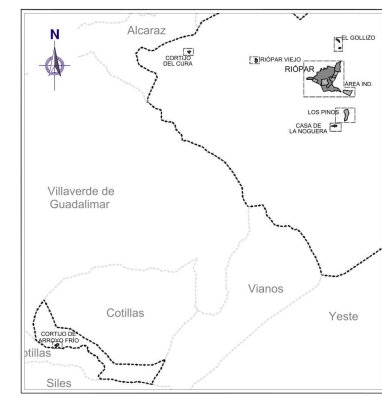 Alcaraz
N
EL GOLLIZO
CORTIJO
DEL CURA
RIÓPAR VIEJO
RIÓPAR
ÁREA IND.
LOS PINOS
CASA DE
LA NOGUERA
Villaverde de
Guadalimar
Vianos
Cotillas
Yeste
CORTIJO DE
ARROYO FRÍO
otillas
Siles